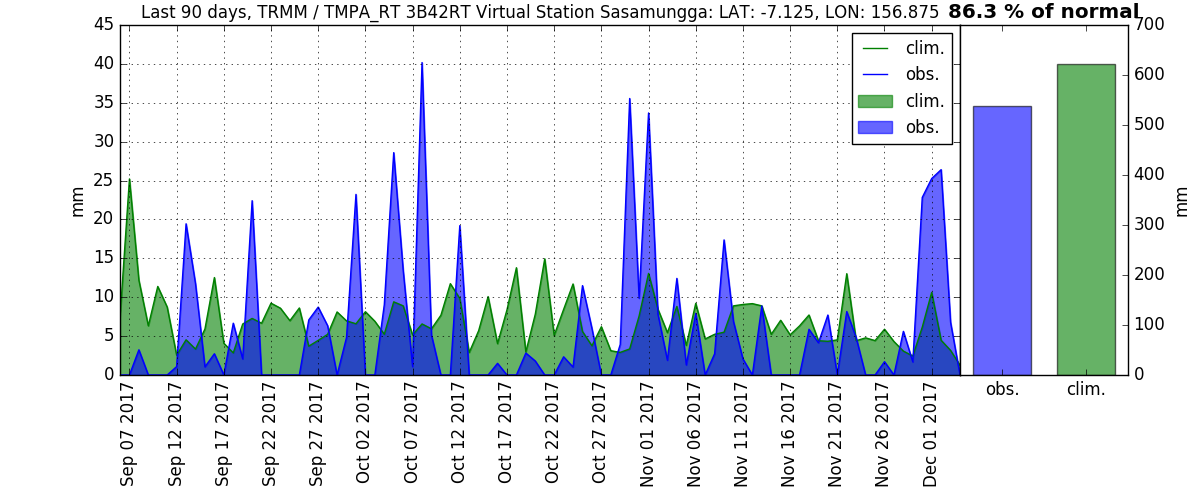 Last 90 days, TRMM / TMPA_RT 3B42RT Virtual Station Sasamungga: LAT: -7.125, LON: 156.875 86.3 % of normal
45
40
35
30
25
20
15
10
5
0
mm
clim.
obs.
clim.
obs.
700
600
500
400
300
200
100
0
mm
obs. clim.
Sep 07 2017
Sep 12 2017
Sep 17 2017
Sep 22 2017
Sep 27 2017
Oct 02 2017
Oct 07 2017
Oct 12 2017
Oct 17 2017
Oct 22 2017
Oct 27 2017
Nov 01 2017
Nov 06 2017
Nov 11 2017
Nov 16 2017
Nov 21 2017
Nov 26 2017
Dec 01 2017